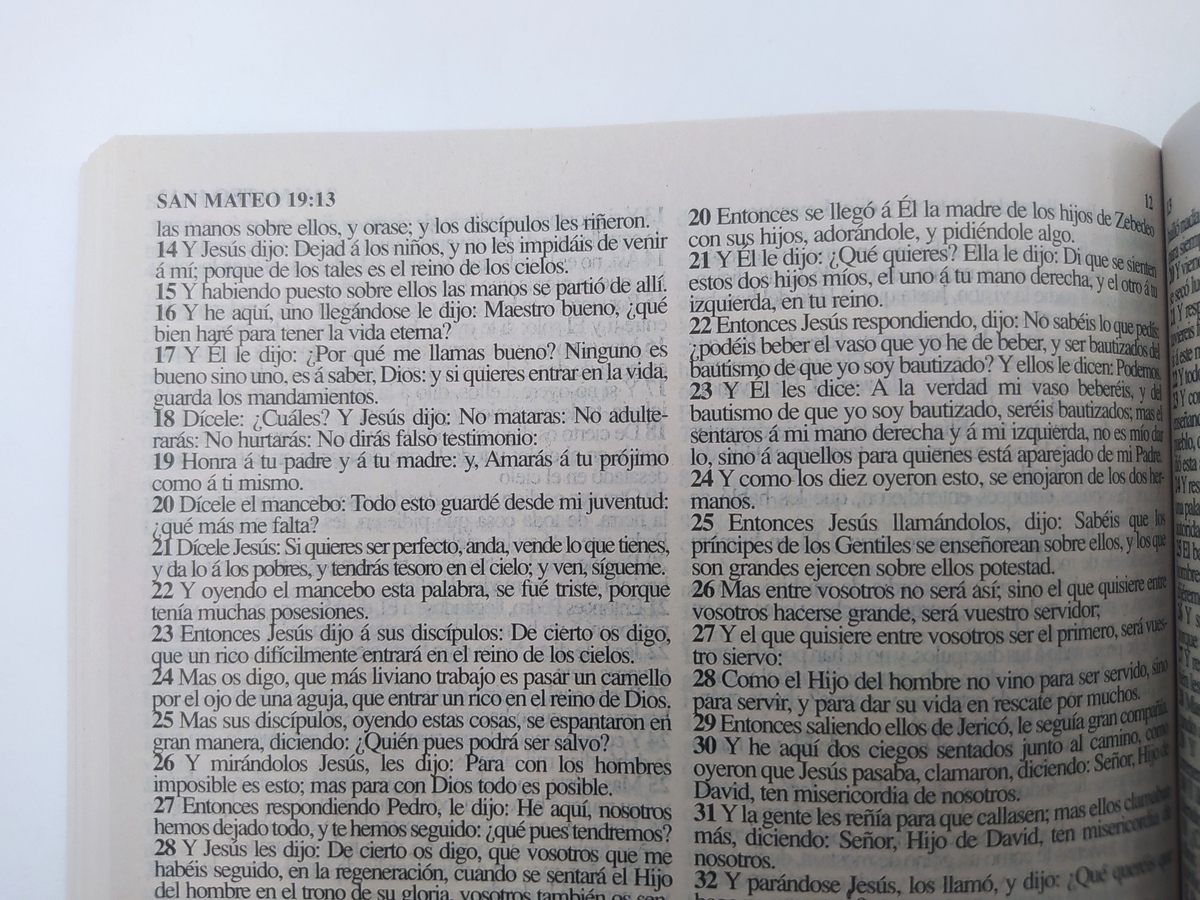 SAN MATEO 19:13
12
las manos sobre ellos, y orase; y los discípulos les riñeron.
14 Y Jesús dijo: Dejad á los niños, y no les impidáis de venir
á mí; porque de los tales es el reino de los cielos.
15 Y habiendo puesto sobre ellos las manos se partió de allí.
16 Y he aquí, uno llegándose le dijo: Maestro bueno, ¿qué
bien haré para tener la vida eterna?
17 Y Él le dijo: ¿Por qué me llamas bueno? Ninguno es
bueno sino uno, es á saber, Dios: y si quieres entrar en la vida,
guarda los mandamientos.
18 Dícele: ¿Cuáles? Y Jesús dijo: No mataras: No adulte-
rarás: No hurtarás: No dirás falso testimonio:
19 Honra á tu padre y á tu madre: y, Amarás á tu prójimo
como á ti mismo.
20 Dícele el mancebo: Todo esto guardé desde mi juventud:
¿qué más me falta?
21 Dícele Jesús: Si quieres ser perfecto, anda, vende lo que tienes,
y da lo á los pobres, y tendrás tesoro en el cielo; y ven, sígueme.
22 Y oyendo el mancebo esta palabra, se fué triste, porque
tenía muchas posesiones.
23 Entonces Jesús dijo á sus discípulos: De cierto os digo,
que un rico difícilmente entrará en el reino de los cielos.
24 Mas os digo, que más liviano trabajo es pasar un camello
por el ojo de una aguja, que entrar un rico en el reino de Dios.
25 Mas sus discípulos, oyendo estas cosas, se espantaron en
gran manera, diciendo: ¿Quién pues podrá ser salvo?
26 Y mirándolos Jesús, les dijo: Para con los hombres
imposible es esto; mas para con Dios todo es posible.
27 Entonces respondiendo Pedro, le dijo: He aquí, nosotros
hemos dejado todo, y te hemos seguido: ¿qué pues tendremos?
28 Y Jesús les dijo: De cierto os digo, que vosotros que me
habéis seguido, en la regeneración, cuando se sentará el Hijo
del hombre en el trono de su gloria, vosotros también os sen-
20 Entonces se llegó á Él la madre de los hijos de Zebedeo
con sus hijos, adorándole, y pidiéndole algo.
21 Y Él le dijo: ¿Qué quieres? Ella le dijo: Di que se sienten
estos dos hijos míos, el uno á tu mano derecha, y el otro á tu
izquierda, en tu reino.
22 Entonces Jesús respondiendo, dijo: No sabéis lo que pedís:
¿podéis beber el vaso que yo he de beber, y ser bautizados del
bautismo de que yo soy bautizado? Y ellos le dicen: Podemos.
23 Y Él les dice: A la verdad mi vaso beberéis, y del
bautismo de que yo soy bautizado, seréis bautizados; mas el
sentaros á mi mano derecha y á mi izquierda, no es mío dar
lo, sino á aquellos para quienes está aparejado de mi Padre.
24 Y como los diez oyeron esto, se enojaron de los dos her-
manos.
25 Entonces Jesús llamándolos, dijo: Sabéis que los
príncipes de los Gentiles se enseñorean sobre ellos, y los que
son grandes ejercen sobre ellos potestad.
26 Mas entre vosotros no será así; sino el que quisiere entre
vosotros hacerse grande, será vuestro servidor;
27 Y el que quisiere entre vosotros ser el primero, será vues-
tro siervo:
28 Como el Hijo del hombre no vino para ser servido, sino
para servir, y para dar su vida en rescate por muchos.
29 Entonces saliendo ellos de Jericó, le seguía gran compañía.
30 Y he aquí dos ciegos sentados junto al camino, como
oyeron que Jesús pasaba, clamaron, diciendo: Señor, Hijo de
David, ten misericordia de nosotros.
31 Y la gente les reñía para que callasen; mas ellos clamaban
más, diciendo: Señor, Hijo de David, ten misericordia de
nosotros.
32 Y parándose Jesús, los llamó, y dijo: ¿Qué queréis que